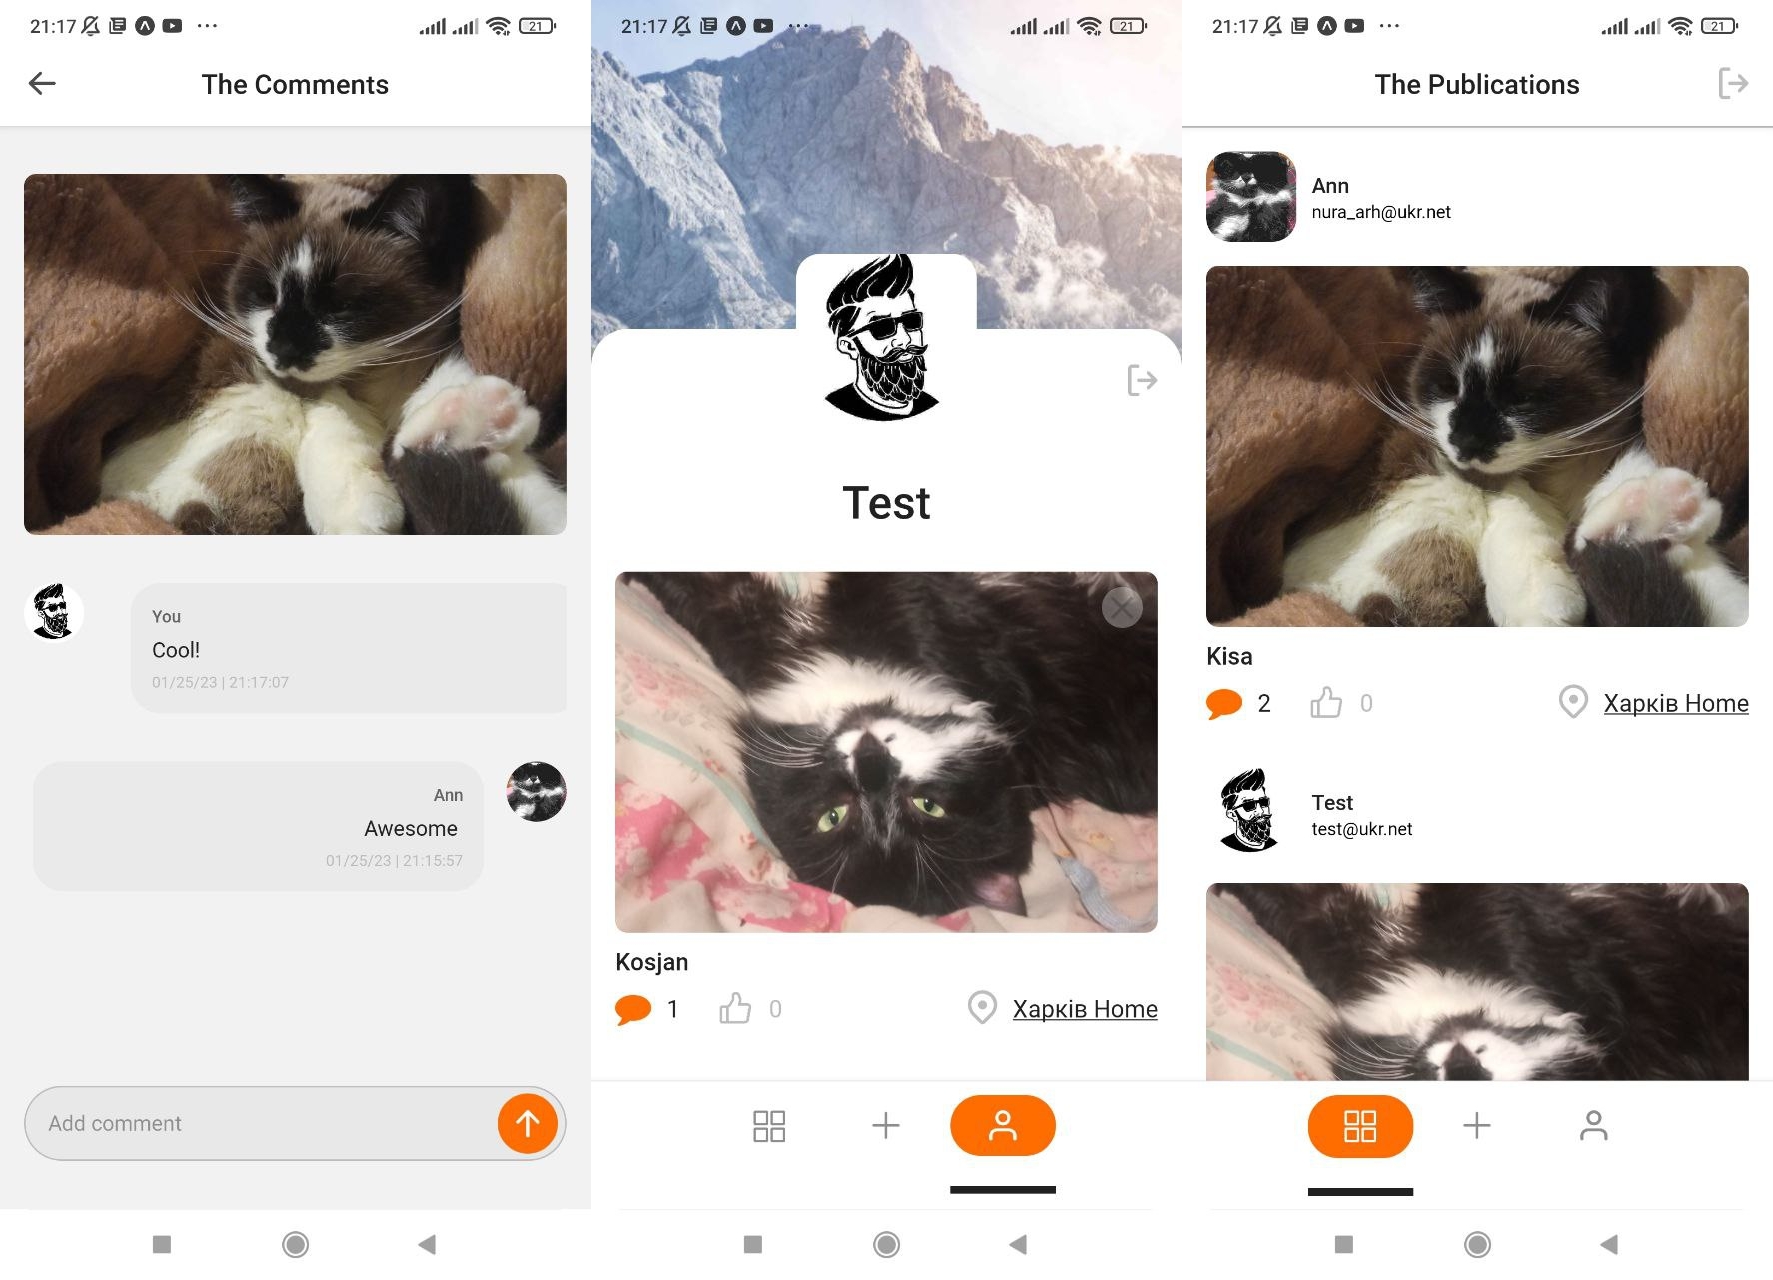 21:17
21
The Comments
You
Cool!
01/25/23 | 21:17:07
Ann
Awesome
01/25/23 | 21:15:57
Add comment
21:17
21
Test
Kosjan
1
0
Харків Home
21:17
21
The Publications
Ann
nura_arh@ukr.net
Kisa
2
0
Харків Home
Test
test@ukr.net